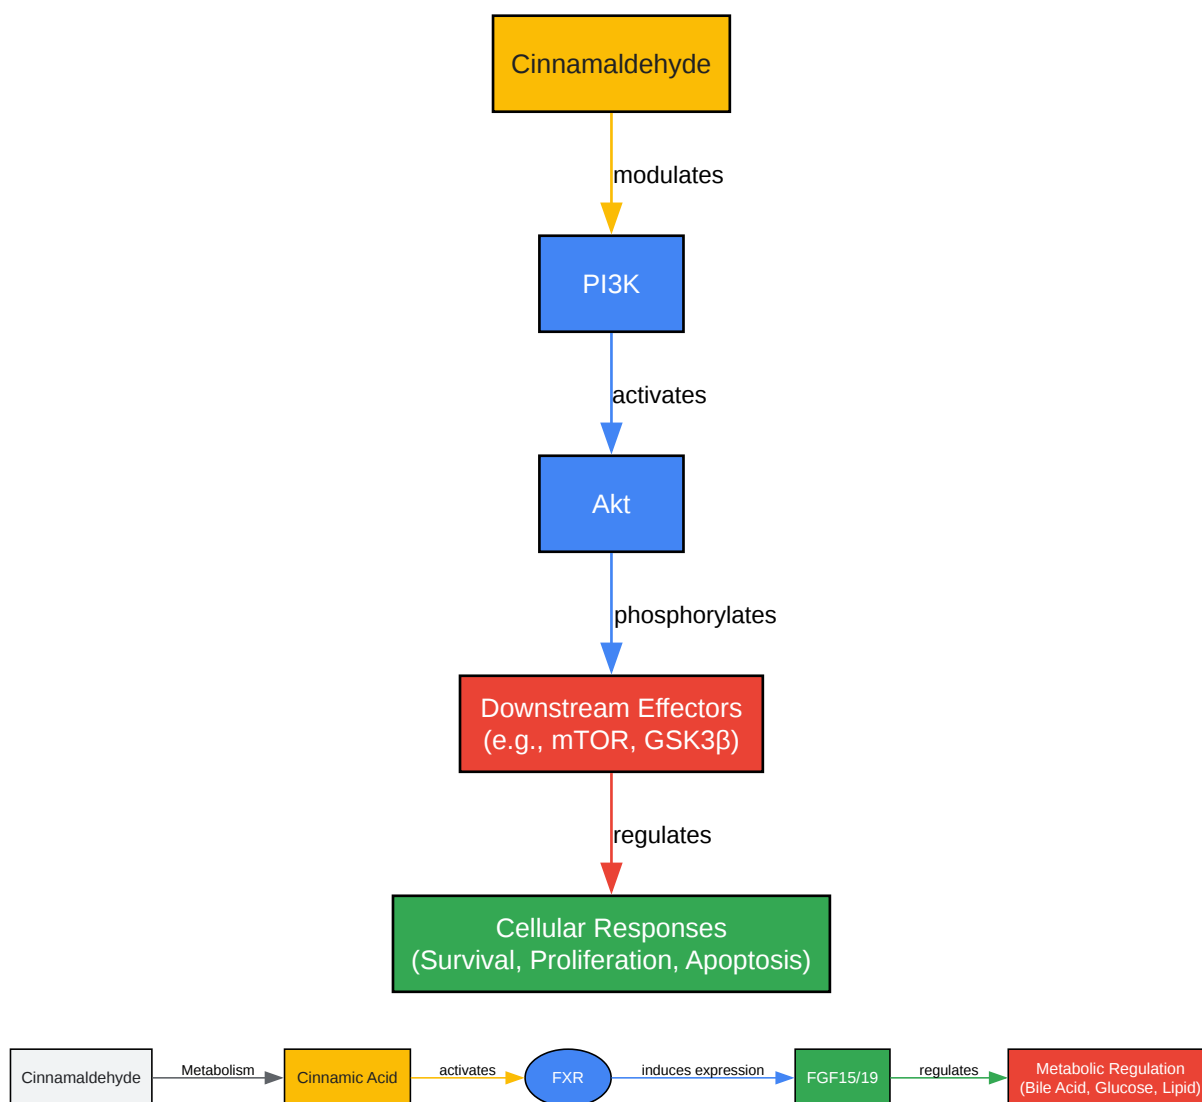 Cinnamaldehyde
modulates
PI3K
activates
Akt
phosphorylates
Downstream Effectors
(e.g., mTOR, GSK3β)
regulates
Cellular Responses
(Survival, Proliferation, Apoptosis)
Cinnamaldehyde
Metabolism
Cinnamic Acid
activates
FXR
induces expression
FGF15/19
regulates
Metabolic Regulation
(Bile Acid, Glucose, Lipid)